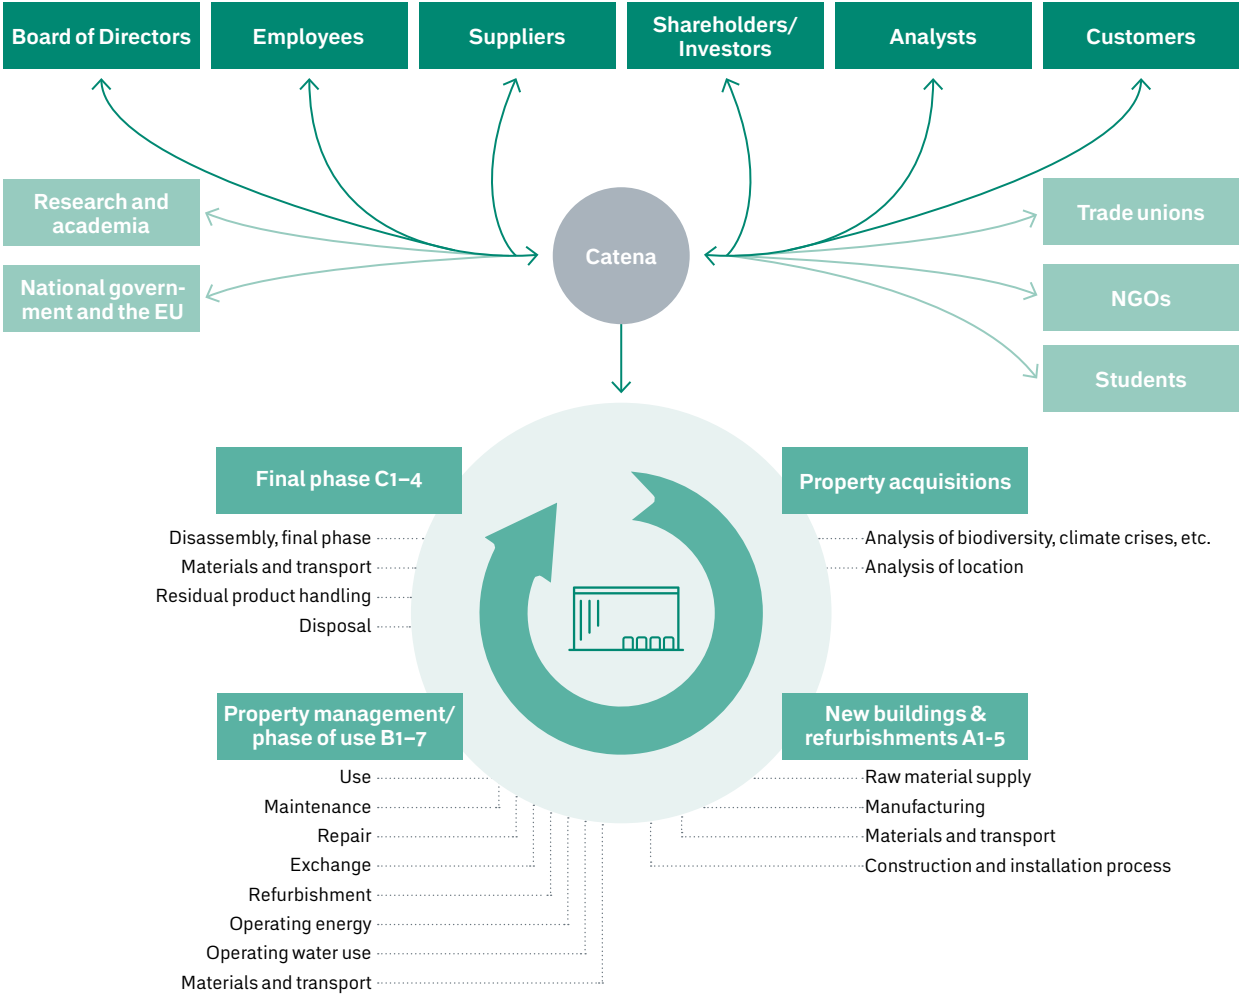 Board of Directors
Employees
Suppliers
Shareholders/
Investors
Analysts
Customers
Research and
academia
National govern-
ment and the EU
Catena
Trade unions
NGOs
Students
Final phase C1–4
Disassembly, final phase
Materials and transport
Residual product handling
Disposal
Property acquisitions
Analysis of biodiversity, climate crises, etc.
Analysis of location
Property management/
phase of use B1–7
Use
Maintenance
Repair
Exchange
Refurbishment
Operating energy
Operating water use
Materials and transport
New buildings &
refurbishments A1-5
Raw material supply
Manufacturing
Materials and transport
Construction and installation process